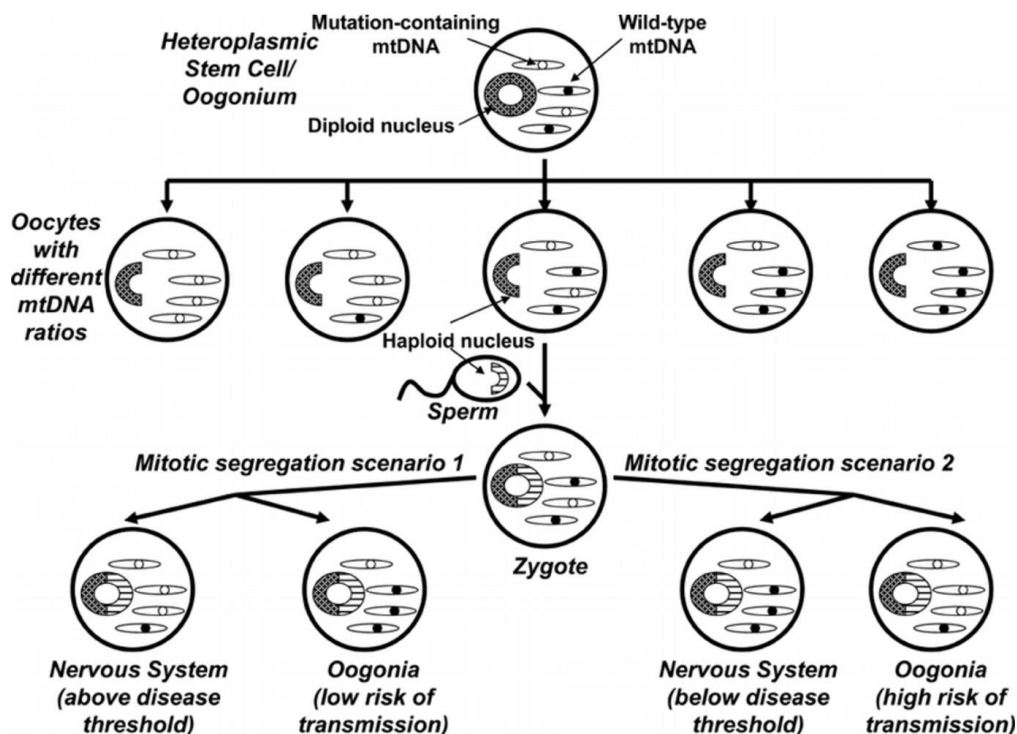 Heteroplasmic
Stem Cell/
Oogonium
Mutation-containing
mtDNA
Wild-type
mtDNA
Diploid nucleus
Oocytes
with
different
mtDNA
ratios
Haploid nucleus
Sperm
Mitotic segregation scenario 1
Mitotic segregation scenario 2
Zygote
Nervous System
(above disease
threshold)
Oogonia
(low risk of
transmission)
Nervous System
(below disease
threshold)
Oogonia
(high risk of
transmission)